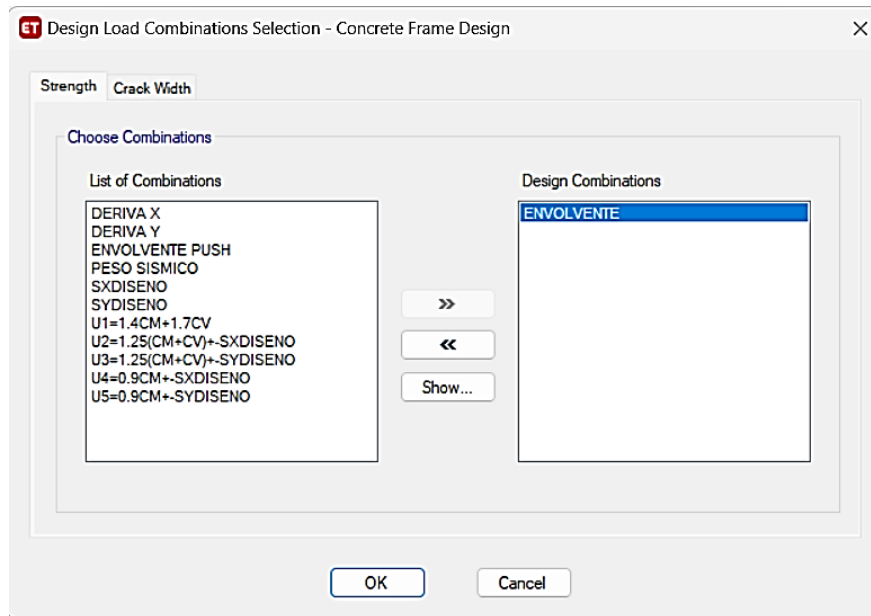 ET Design Load Combinations Selection - Concrete Frame Design
Strength Crack Width
Choose Combinations
List of Combinations
DERIVA X
DERIVA Y
ENVOLVENTE PUSH
PESO SISMICO
SXDISENO
SYDISENO
U1=1.4CM+1.7CV
U2=1.25(CM+CV)+-SXDISENO
U3=1.25(CM+CV)+-SYDISENO
U4=0.9CM+-SXDISENO
U5=0.9CM+-SYDISENO
>>
<<
Show...
Design Combinations
ENVOLVENTE
OK Cancel